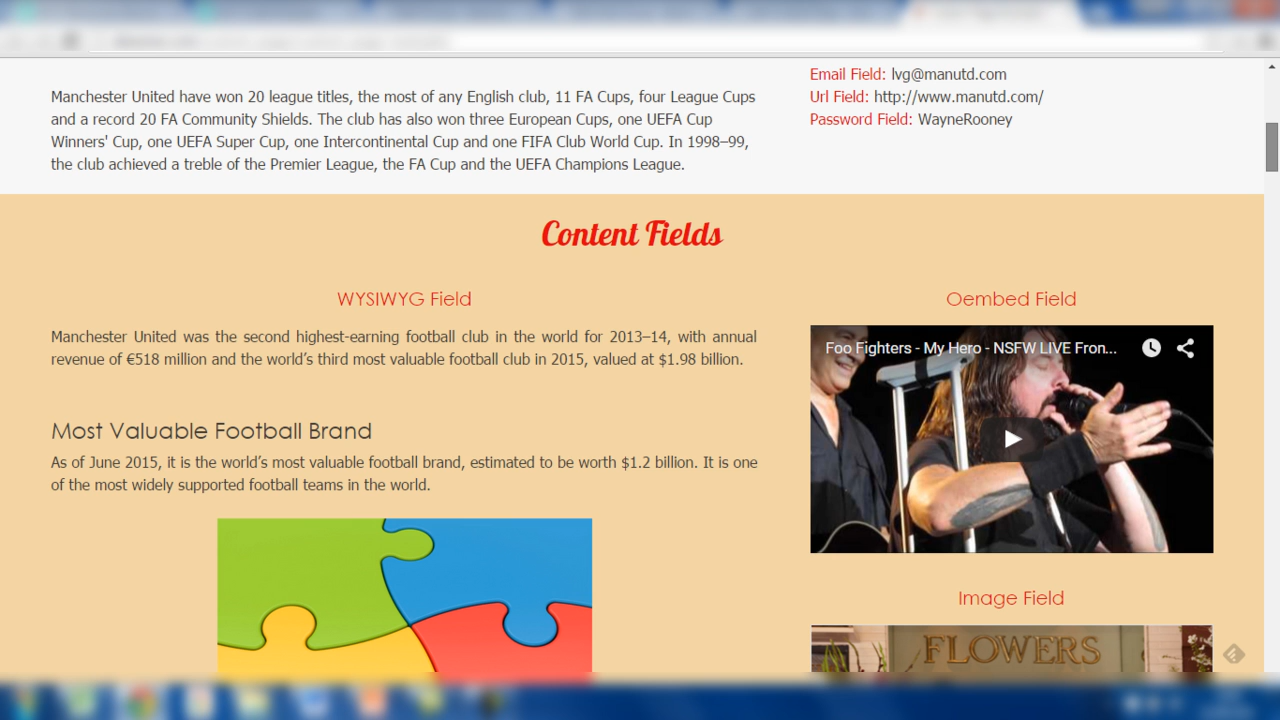 Manchester United have won 20 league titles, the most of any English club, 11 FA Cups, four League Cups
and a record 20 FA Community Shields. The club has also won three European Cups, one UEFA Cup
Winners' Cup, one UEFA Super Cup, one Intercontinental Cup and one FIFA Club World Cup. In 1998–99,
the club achieved a treble of the Premier League, the FA Cup and the UEFA Champions League.
Email Field: lvg@manutd.com
Url Field: http://www.manutd.com/
Password Field: WayneRooney
Content Fields
WYSIWYG Field
Manchester United was the second highest-earning football club in the world for 2013–14, with annual
revenue of €518 million and the world’s third most valuable football club in 2015, valued at $1.98 billion.
Most Valuable Football Brand
As of June 2015, it is the world’s most valuable football brand, estimated to be worth $1.2 billion. It is one
of the most widely supported football teams in the world.
Oembed Field
Foo Fighters - My Hero - NSFW LIVE Fron...
Image Field
FLOWERS